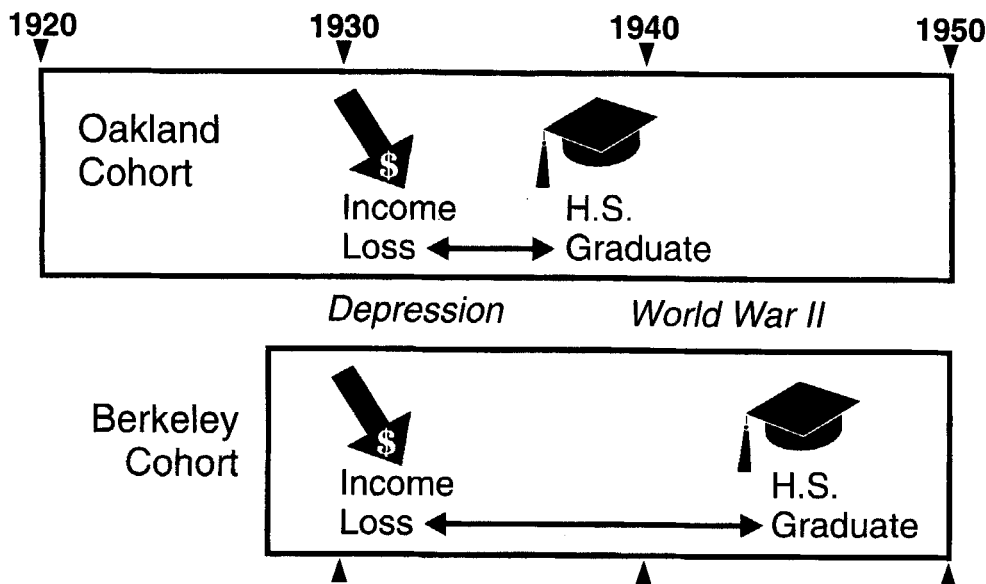 1920 1930 1940 1950
Oakland
Cohort
$
Income
Loss
H.S.
Graduate
Depression World War II
Berkeley
Cohort
$
Income
Loss
H.S.
Graduate